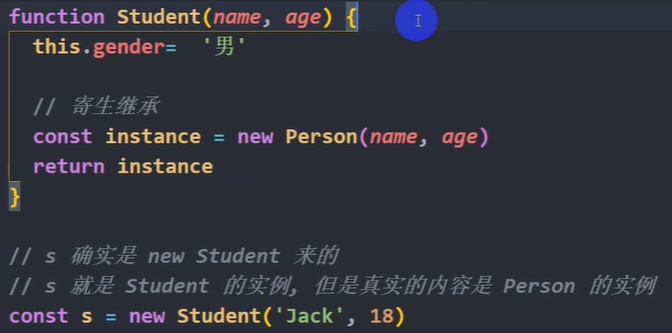 function Student(name, age) {
this.gender= '男'
// 寄生继承
const instance = new Person(name, age)
return instance
}
// s 确实是 new Student 来的
// s 就是 Student 的实例, 但是真实的内容是 Person 的实例
const s = new Student('Jack', 18)